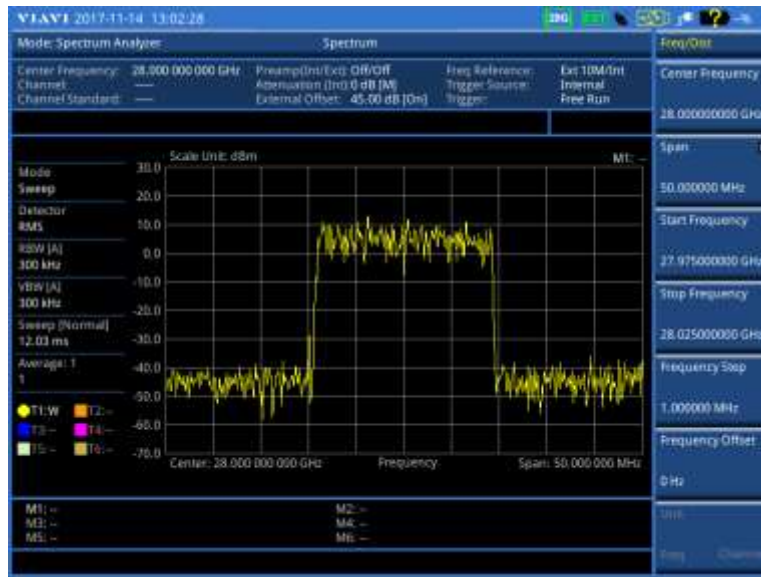 VIAVI 2017-11-14 13:02:28
Mode: Spectrum Analyzer
Spectrum
Center Frequency: 28.000 000 000 GHz
Channel: ---
Channel Standard: ---
Preamp(Int/Ext): Off/Off
Attenuation (Int): 0 dB [M]
External Offset: 45.00 dB [On]
Freq Reference: Ext 10M/Int
Trigger Source: Internal
Trigger: Free Run
Mode
Sweep
Detector
RMS
RBW [A]
300 kHz
VBW [A]
300 kHz
Sweep [Normal]
12.03 ms
Average: 1
1
T1: W
T2: --
T3: --
T4: --
T5: --
T6: --
Scale Unit: dBm
M1: --
30.0
20.0
10.0
0.0
-10.0
-20.0
-30.0
-40.0
-50.0
-60.0
-70.0
Center: 28.000 000 000 GHz
Frequency
Span: 50.000 000 MHz
M1: --
M2: --
M3: --
M4: --
M5: --
M6: --
Freq/Dist
Center Frequency
28.000000000 GHz
Span
50.000000 MHz
Start Frequency
27.975000000 GHz
Stop Frequency
28.025000000 GHz
Frequency Step
1.000000 MHz
Frequency Offset
0 Hz
Unit
Freq